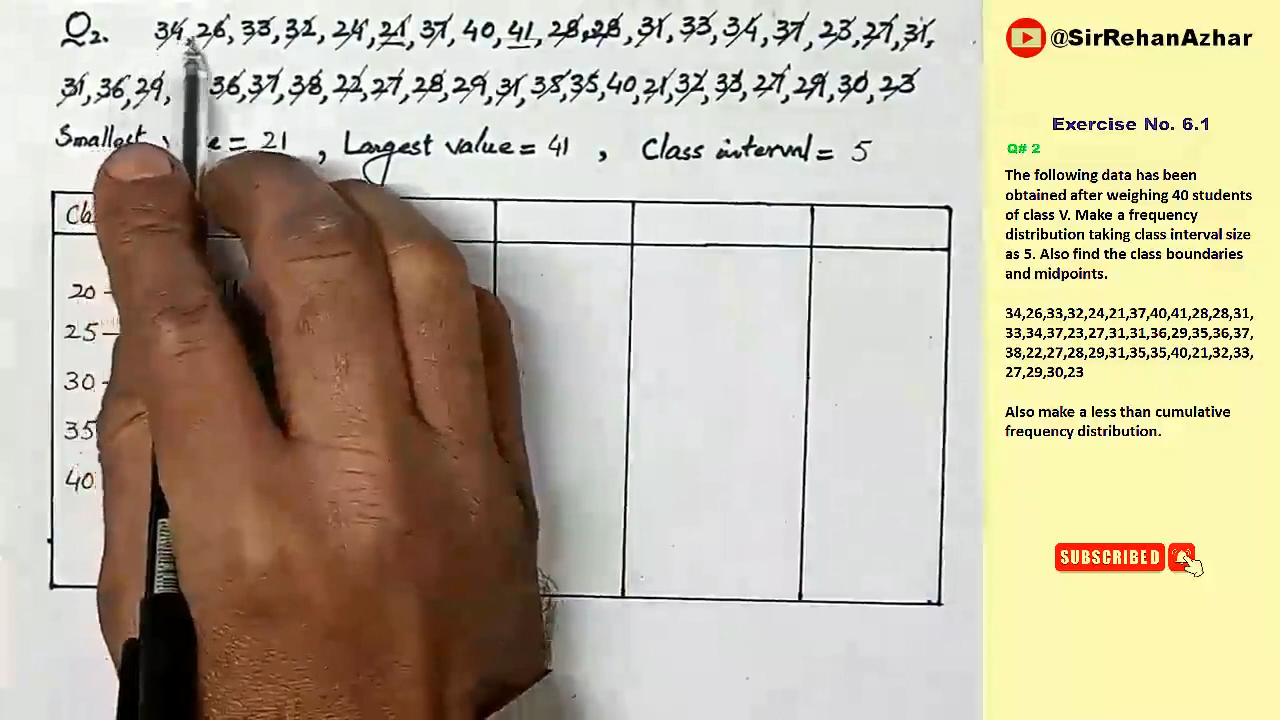 Q2. 34, 26, 33, 32, 24, 21, 37, 40, 41, 28, 28, 31, 33, 34, 37, 23, 27, 31,
31, 36, 29, 36, 37, 38, 22, 27, 28, 29, 31, 35, 35, 40, 21, 32, 33, 27, 29, 30, 23
Smallest = 21 , Largest value = 41 , Class interval = 5
20 -
25 -
30 -
35
40
@SirRehanAzhar
Exercise No. 6.1
Q# 2
The following data has been
obtained after weighing 40 students
of class V. Make a frequency
distribution taking class interval size
as 5. Also find the class boundaries
and midpoints.
34,26,33,32,24,21,37,40,41,28,28,31,
33,34,37,23,27,31,31,36,29,35,36,37,
38,22,27,28,29,31,35,35,40,21,32,33,
27,29,30,23
Also make a less than cumulative
frequency distribution.
SUBSCRIBED